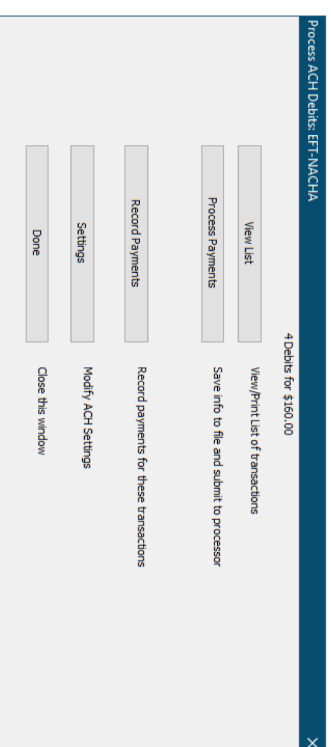 Process ACH Debits: EFT-NACHA
4 Debits for $160.00
View List View/Print List of transactions
Process Payments Save info to file and submit to processor
Record Payments Record payments for these transactions
Settings Modify ACH Settings
Done Close this window